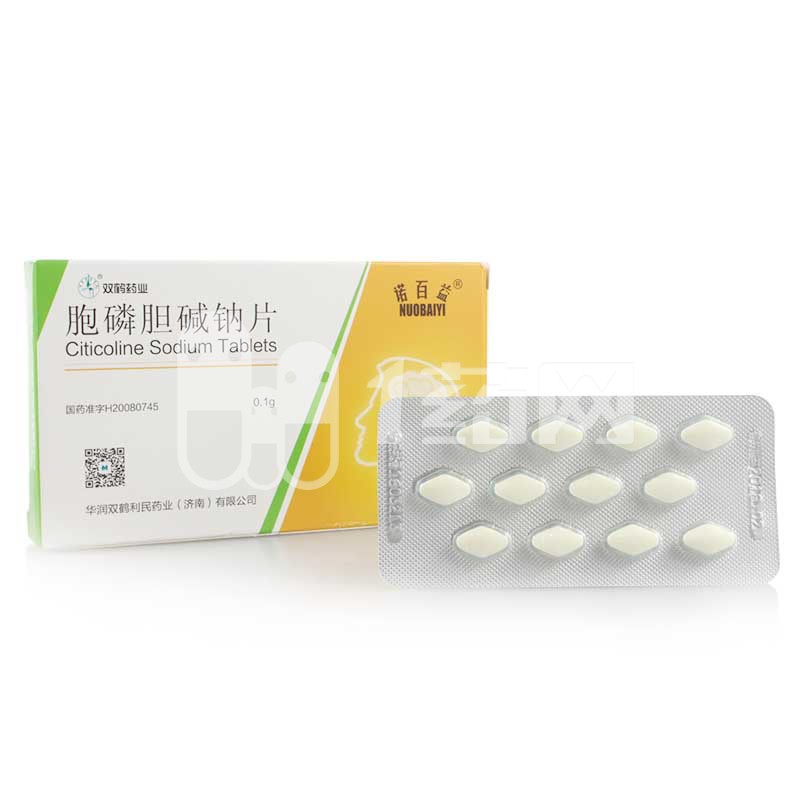 双鹤药业
胞磷胆碱钠片
Citicoline Sodium Tablets
国药准字H20080745
0.1g
华润双鹤利民药业（济南）有限公司
诺百益®
NUOBAIYI
药网